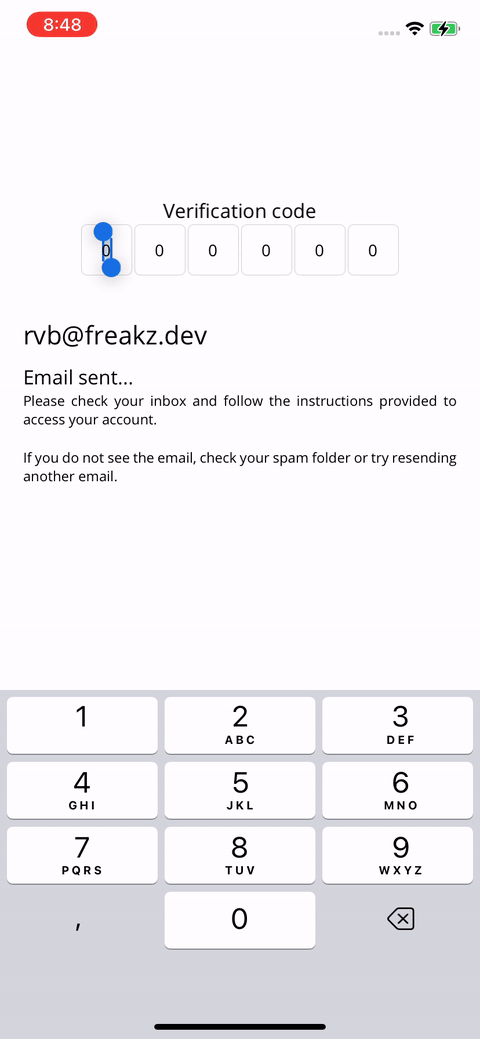 8:48
Verification code
0 0 0 0 0 0
rvb@freakz.dev
Email sent...
Please check your inbox and follow the instructions provided to
access your account.
If you do not see the email, check your spam folder or try resending
another email.
1 2 3
ABC DEF
4 5 6
GHI JKL MNO
7 8 9
PQRS TUV WXYZ
, 0